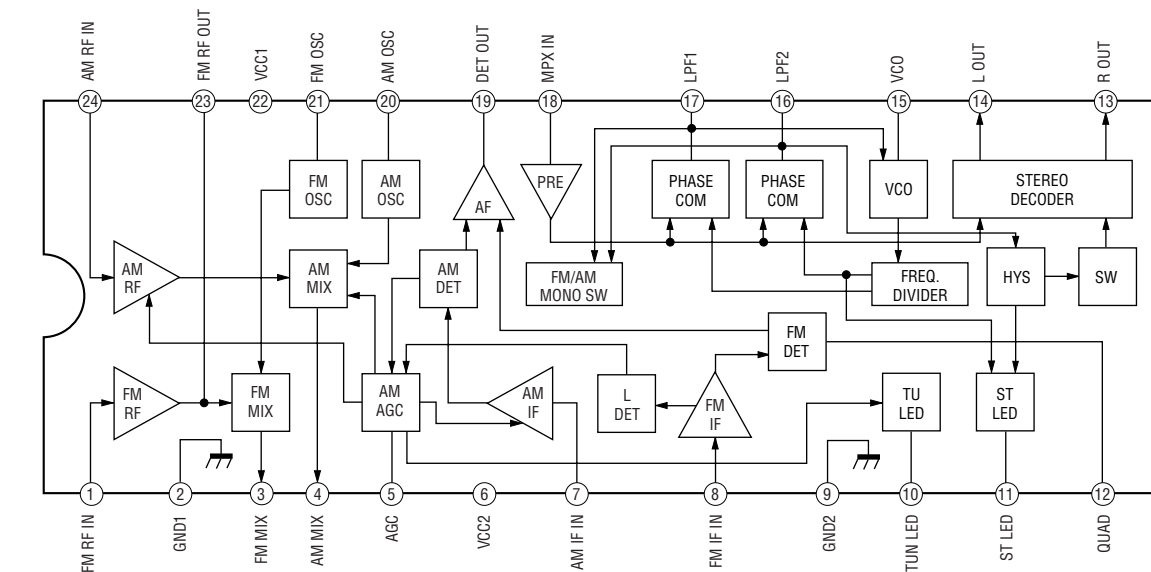 AM RF IN
FM RF OUT
VCC1
FM OSC
AM OSC
DET OUT
MPX IN
LPF1
LPF2
VCO
L OUT
R OUT
24
23
22
21
20
19
18
17
16
15
14
13
FM
OSC
AM
OSC
AF
PRE
PHASE
COM
PHASE
COM
VCO
STEREO
DECODER
AM
RF
AM
MIX
AM
DET
FM/AM
MONO SW
FREQ.
DIVIDER
HYS
SW
FM
DET
FM
RF
FM
MIX
AM
AGC
AM
IF
L
DET
FM
IF
TU
LED
ST
LED
1
2
3
4
5
6
7
8
9
10
11
12
FM RF IN
GND1
FM MIX
AM MIX
AGC
VCC2
AM IF IN
FM IF IN
GND2
TUN LED
ST LED
QUAD